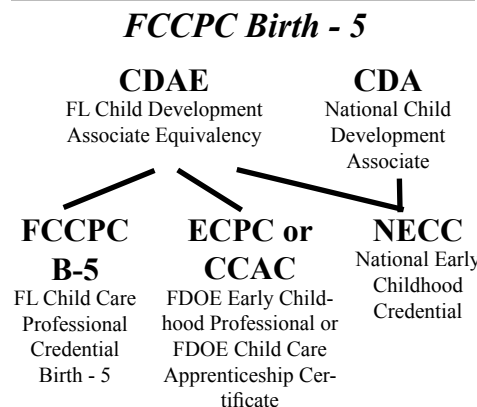 FCCPC Birth - 5
CDAE
FL Child Development
Associate Equivalency
CDA
National Child
Development
Associate
FCCPC
B-5
FL Child Care
Professional
Credential
Birth - 5
ECPC or
CCAC
FDOE Early Child-
hood Professional or
FDOE Child Care
Apprenticeship Cer-
tificate
NECC
National Early
Childhood
Credential